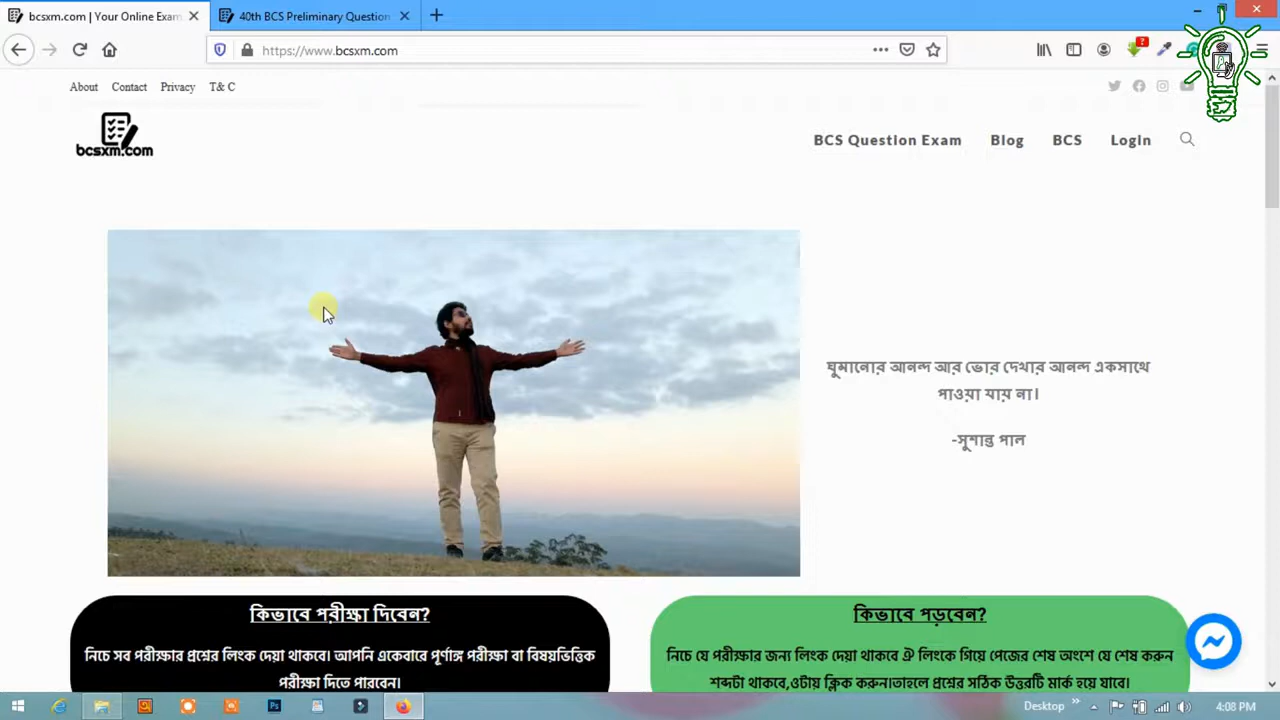 bcsxm.com | Your Online Exam
40th BCS Preliminary Question
https://www.bcsxm.com
About Contact Privacy T& C
bcsxm.com
BCS Question Exam Blog BCS Login
ঘুমানোর আনন্দ আর ভোর দেখার আনন্দ একসাথে
পাওয়া যায় না।
-সুশান্ত পাল
কিভাবে পরীক্ষা দিবেন?
নিচে সব পরীক্ষার প্রশ্নের লিংক দেয়া থাকবে। আপনি একেবারে পূর্ণাঙ্গ পরীক্ষা বা বিষয়ভিত্তিক
পরীক্ষা দিতে পারবেন।
কিভাবে পড়বেন?
নিচে যে পরীক্ষার জন্য লিংক দেয়া থাকবে ঐ লিংকে গিয়ে পেজের শেষ অংশে যে শেষ করুন
শব্দটা থাকবে,ওটায় ক্লিক করুন।তাহলে প্রশ্নের সঠিক উত্তরটি মার্ক হয়ে যাবে।
Desktop
4:08 PM